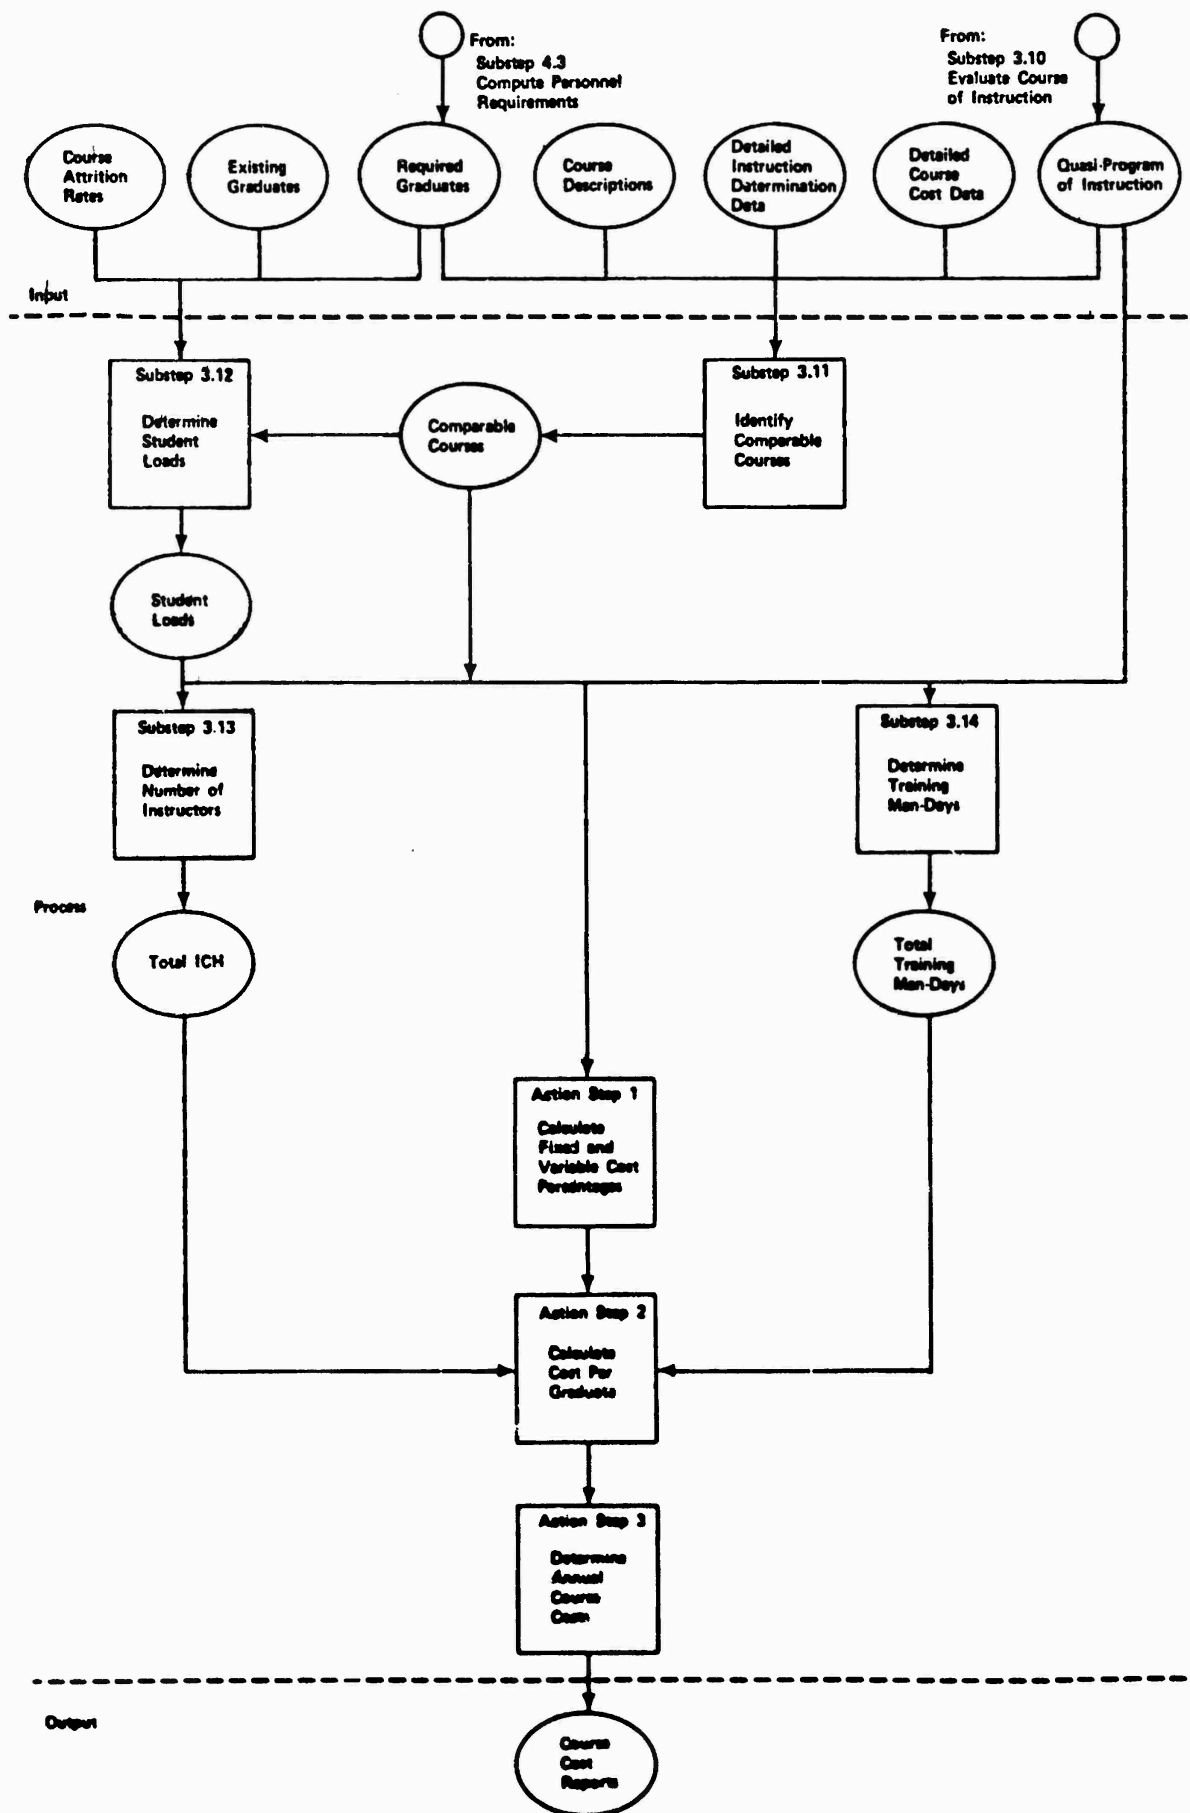 From:
Substep 4.3
Compute Personnel
Requirements
From:
Substep 3.10
Evaluate Course
of Instruction
Course
Attrition
Rates
Existing
Graduates
Required
Graduates
Course
Descriptions
Detailed
Instruction
Determination
Data
Detailed
Course
Cost Data
Quasi-Program
of Instruction
Input
Substep 3.12
Determine
Student
Loads
Comparable
Courses
Substep 3.11
Identify
Comparable
Courses
Student
Loads
Substep 3.13
Determine
Number of
Instructors
Substep 3.14
Determine
Training
Man-Days
Process
Total ICH
Total
Training
Man-Days
Action Step 1
Calculate
Fixed and
Variable Cost
Percentages
Action Step 2
Calculate
Cost Per
Graduate
Action Step 3
Determine
Annual
Course
Costs
Output
Course
Cost
Reports